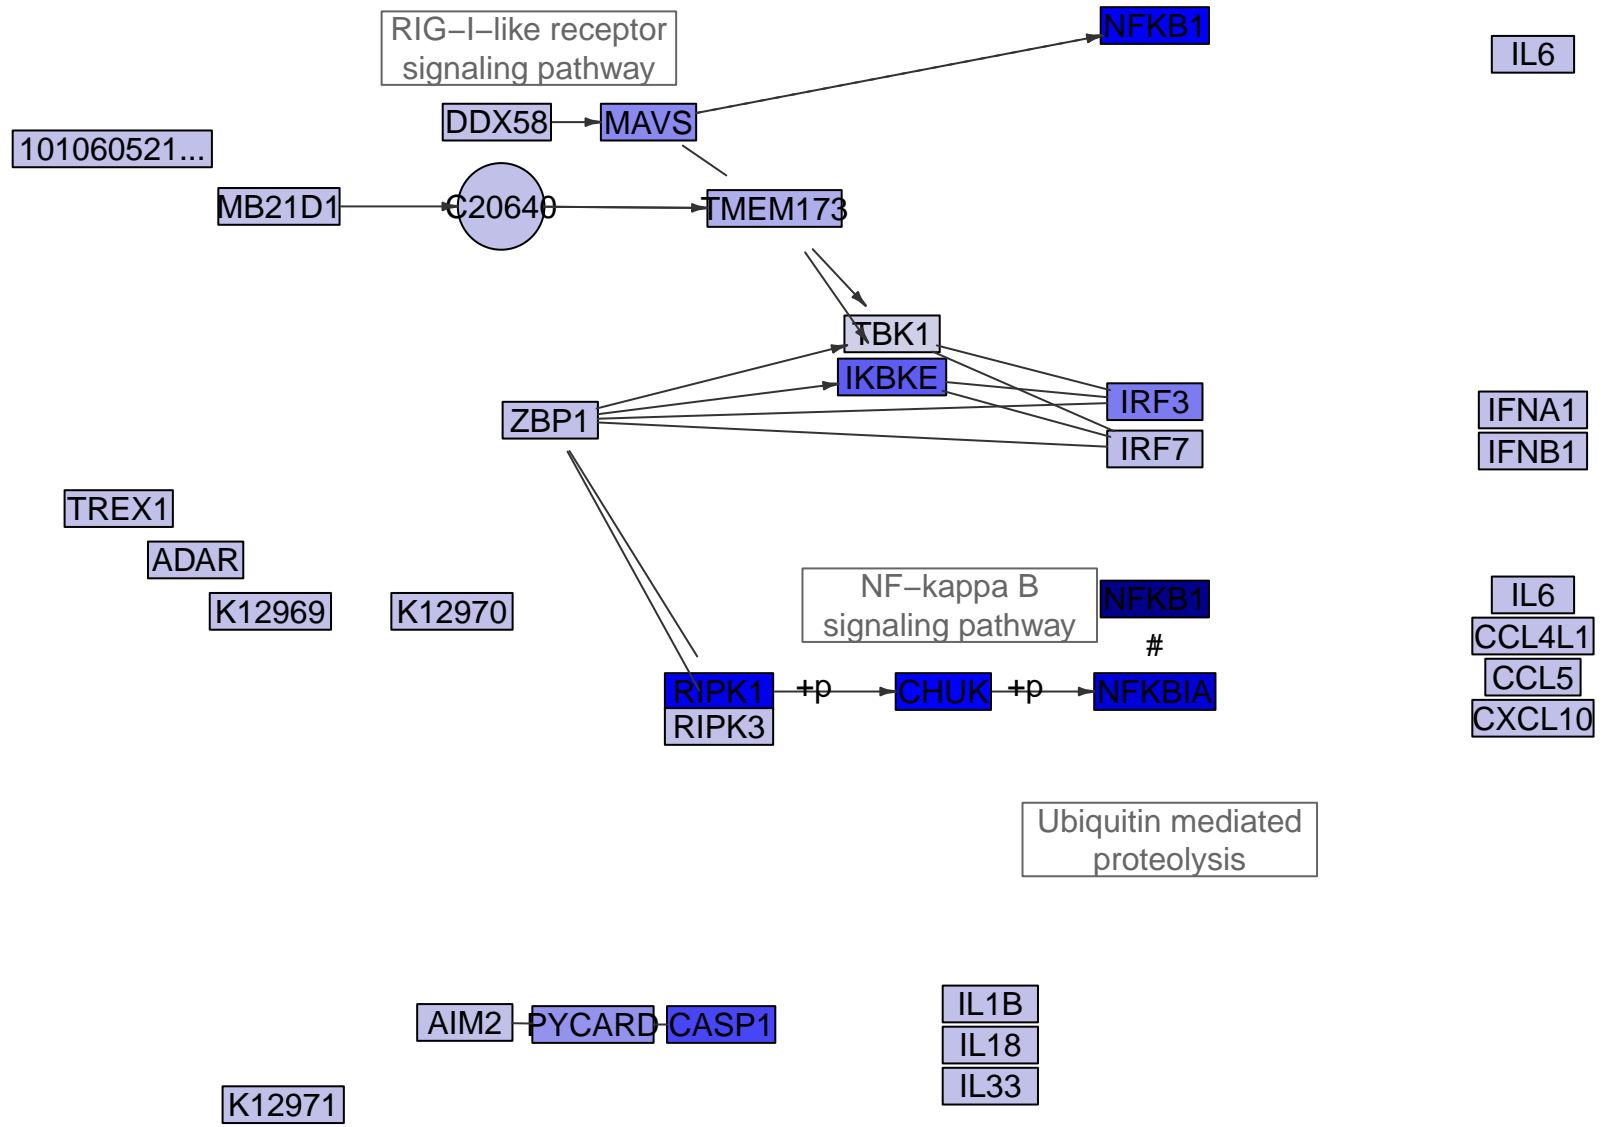 RIG−I−like receptor
signaling pathway
NFKB1
IL6
DDX58
MAVS
101060521...
MB21D1
C20640
TMEM173
TBK1
IKBKE
ZBP1
IRF3
IRF7
IFNA1
IFNB1
TREX1
ADAR
K12969
K12970
NF−kappa B
signaling pathway
NFKB1
#
IL6
CCL4L1
CCL5
CXCL10
RIPK1
+p
CHUK
+p
NFKBIA
RIPK3
Ubiquitin mediated
proteolysis
AIM2
PYCARD
CASP1
IL1B
IL18
IL33
K12971